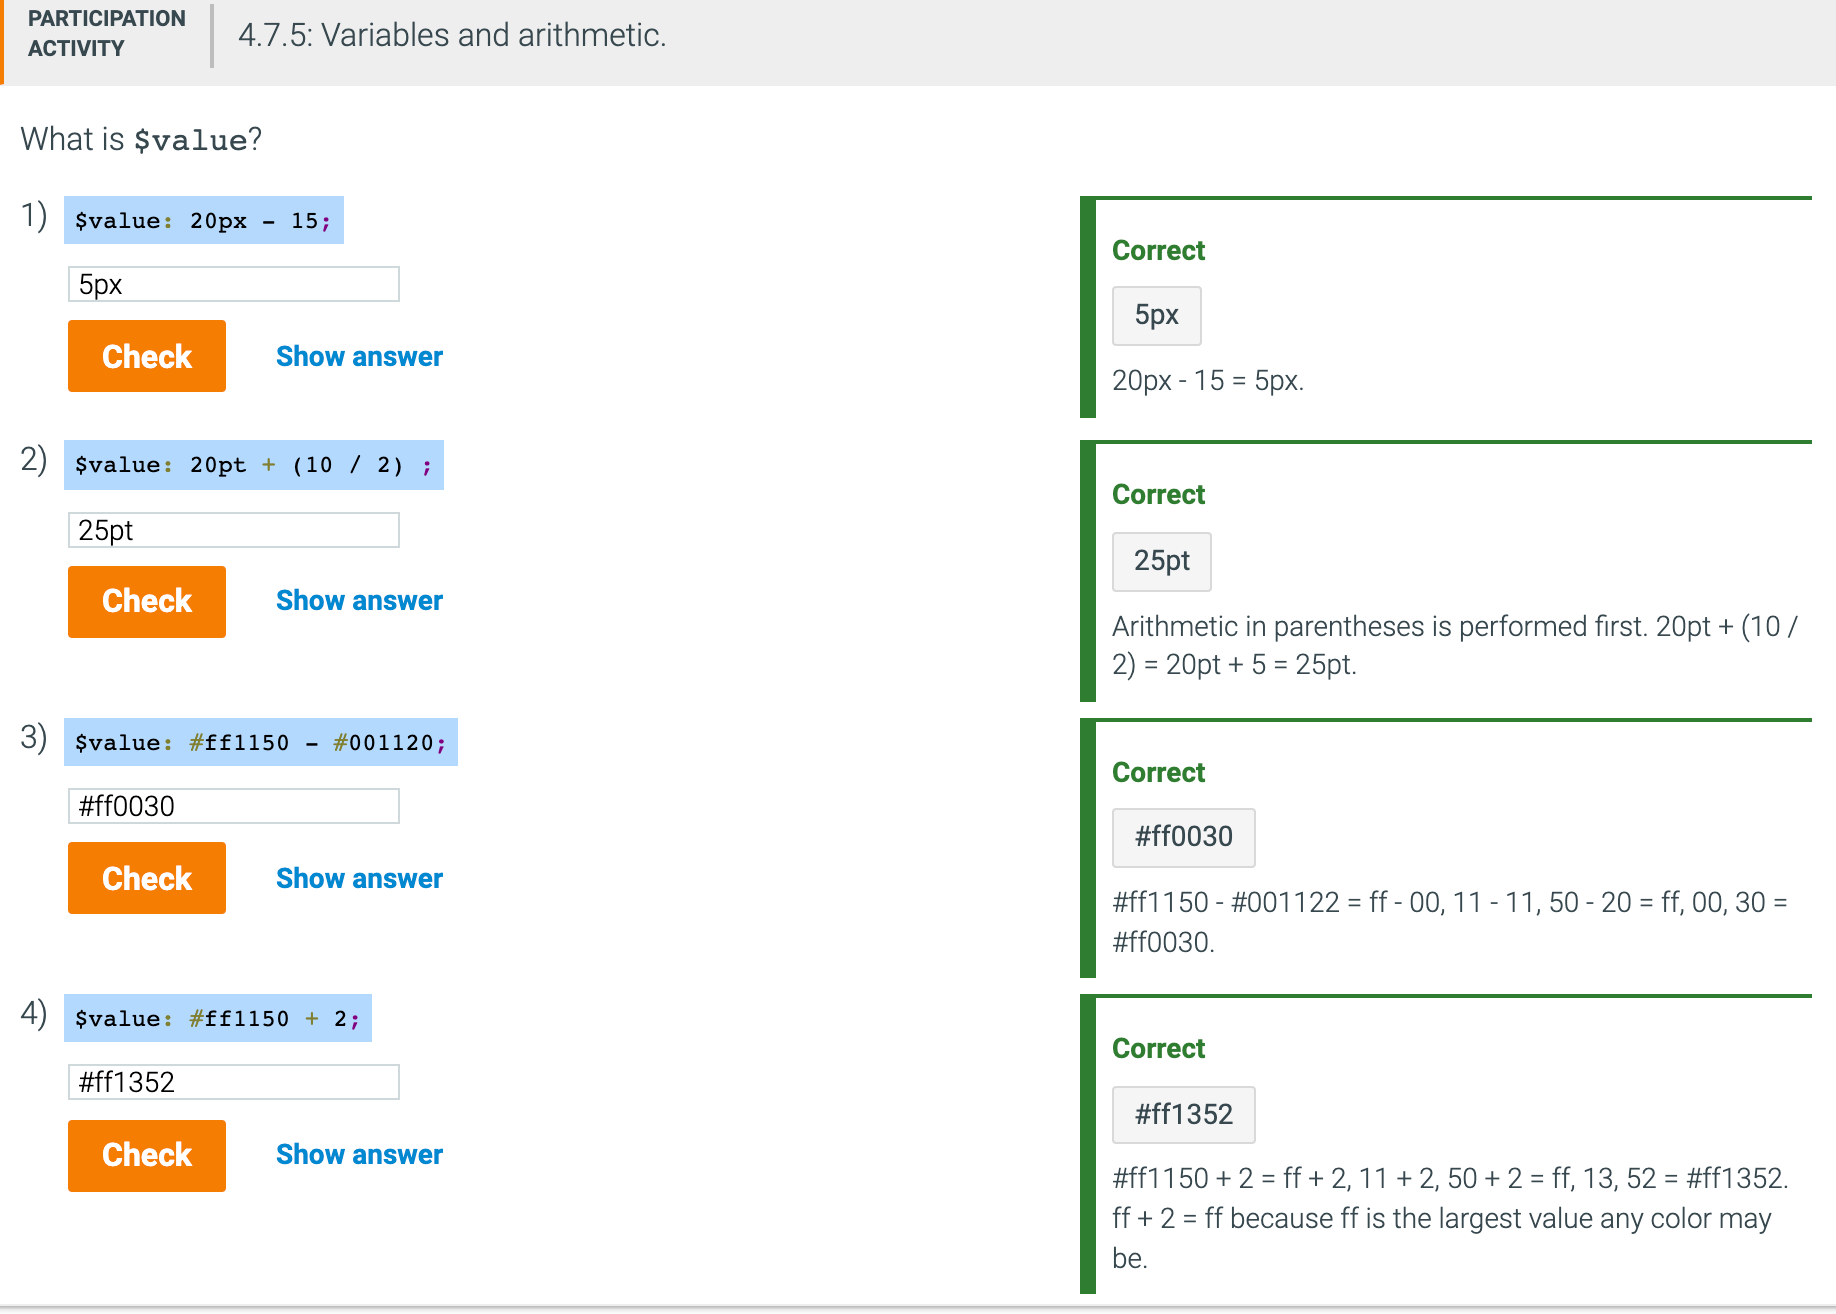 PARTICIPATION
ACTIVITY
4.7.5: Variables and arithmetic.
What is $value?
1) $value: 20px - 15;
5px
Check Show answer
Correct
5px
20px - 15 = 5px.
2) $value: 20pt + (10 / 2) ;
25pt
Check Show answer
Correct
25pt
Arithmetic in parentheses is performed first. 20pt + (10 /
2) = 20pt + 5 = 25pt.
3) $value: #ff1150 - #001120;
#ff0030
Check Show answer
Correct
#ff0030
#ff1150 - #001122 = ff - 00, 11 - 11, 50 - 20 = ff, 00, 30 =
#ff0030.
4) $value: #ff1150 + 2;
#ff1352
Check Show answer
Correct
#ff1352
#ff1150 + 2 = ff + 2, 11 + 2, 50 + 2 = ff, 13, 52 = #ff1352.
ff + 2 = ff because ff is the largest value any color may
be.